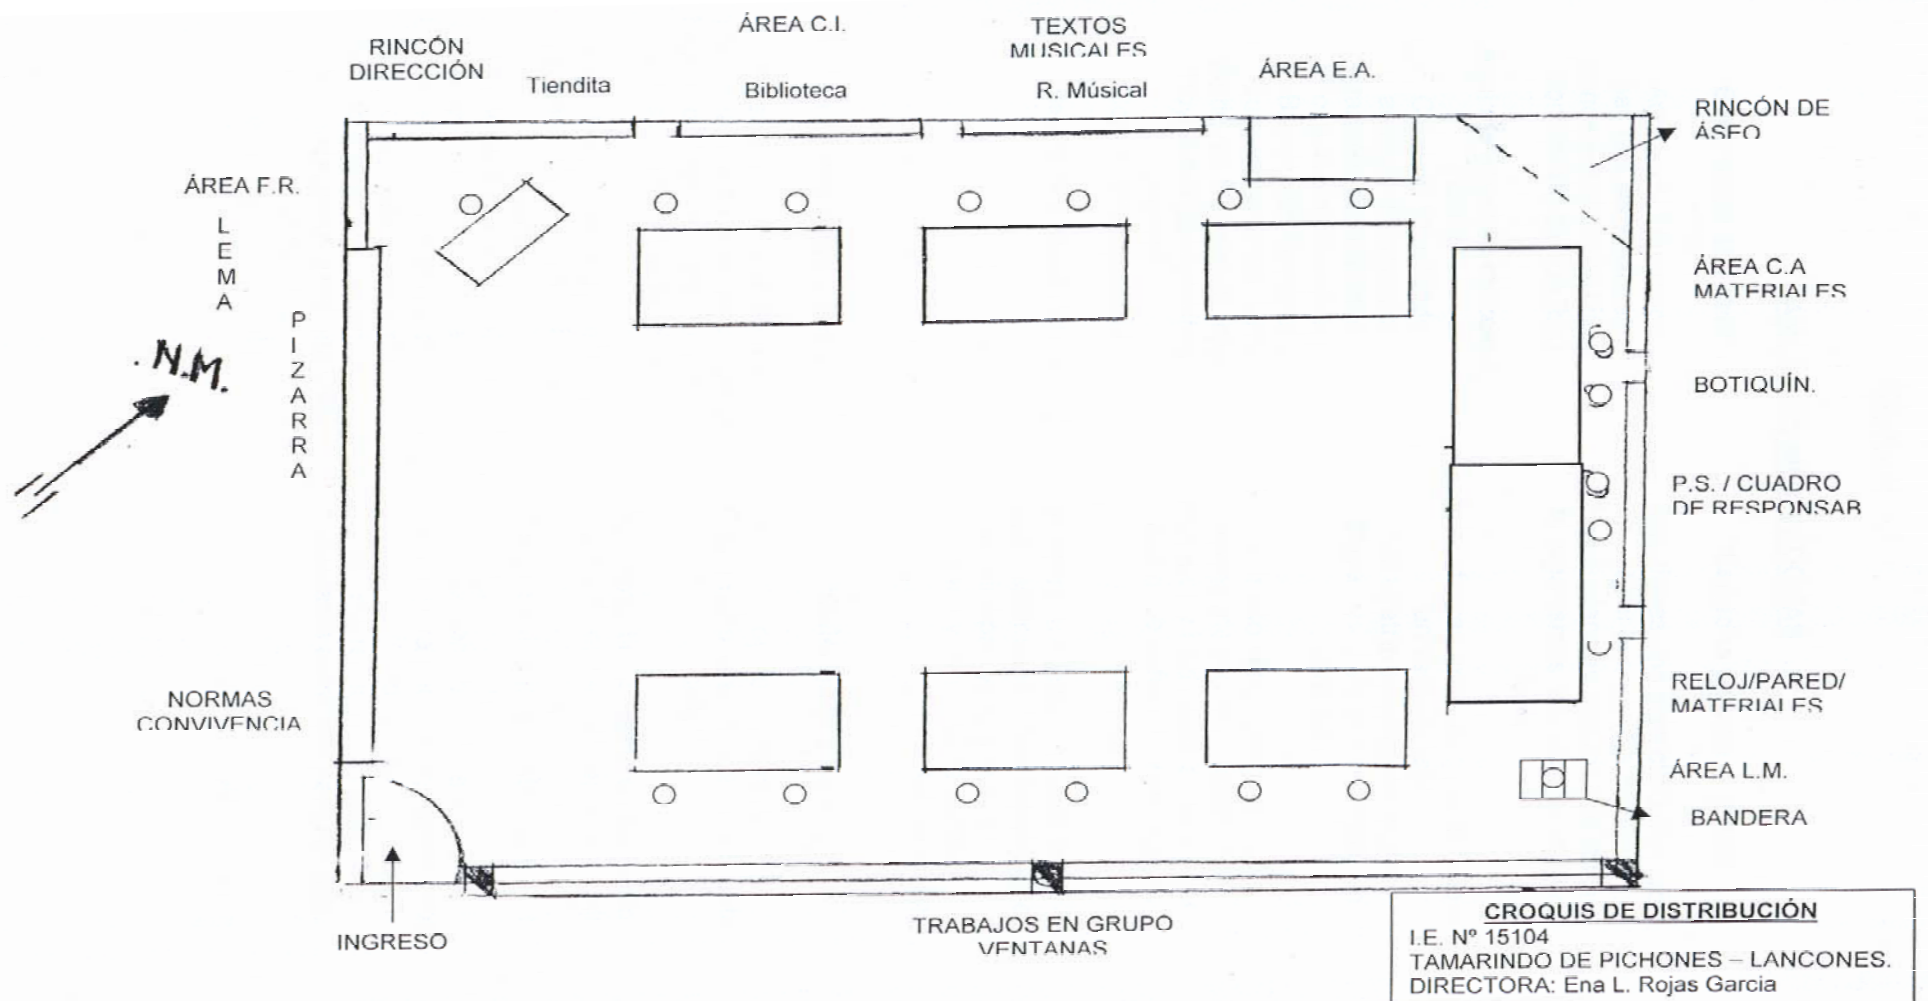 ÁREA C.I.
TEXTOS
MUSICALES
RINCÓN
DIRECCIÓN
Tiendita
Biblioteca
R. Músical
ÁREA E.A.
RINCÓN DE
ÁSEO
ÁREA F.R.
LEMA
PIZARRA
. N.M.
ÁREA C.A
MATERIALES
BOTIQUÍN.
P.S. / CUADRO
DE RESPONSAB
NORMAS
CONVIVENCIA
RELOJ/PARED/
MATERIALES
ÁREA L.M.
BANDERA
INGRESO
TRABAJOS EN GRUPO
VENTANAS
CROQUIS DE DISTRIBUCIÓN
I.E. Nº 15104
TAMARINDO DE PICHONES – LANCONES.
DIRECTORA: Ena L. Rojas Garcia